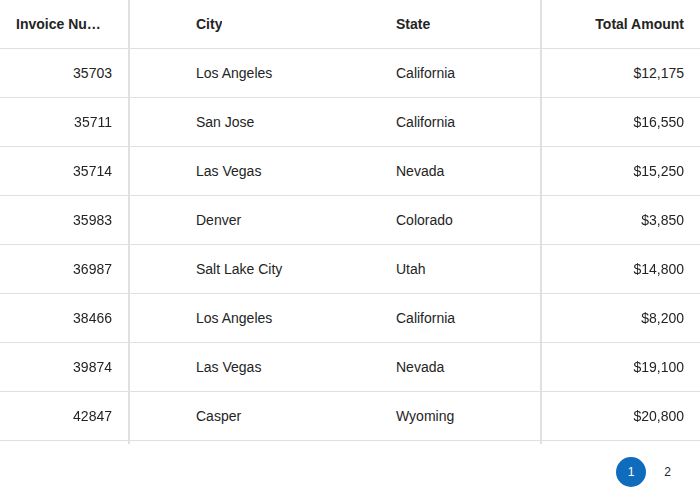 Invoice Nu… City State Total Amount
35703 Los Angeles California $12,175
35711 San Jose California $16,550
35714 Las Vegas Nevada $15,250
35983 Denver Colorado $3,850
36987 Salt Lake City Utah $14,800
38466 Los Angeles California $8,200
39874 Las Vegas Nevada $19,100
42847 Casper Wyoming $20,800
1 2